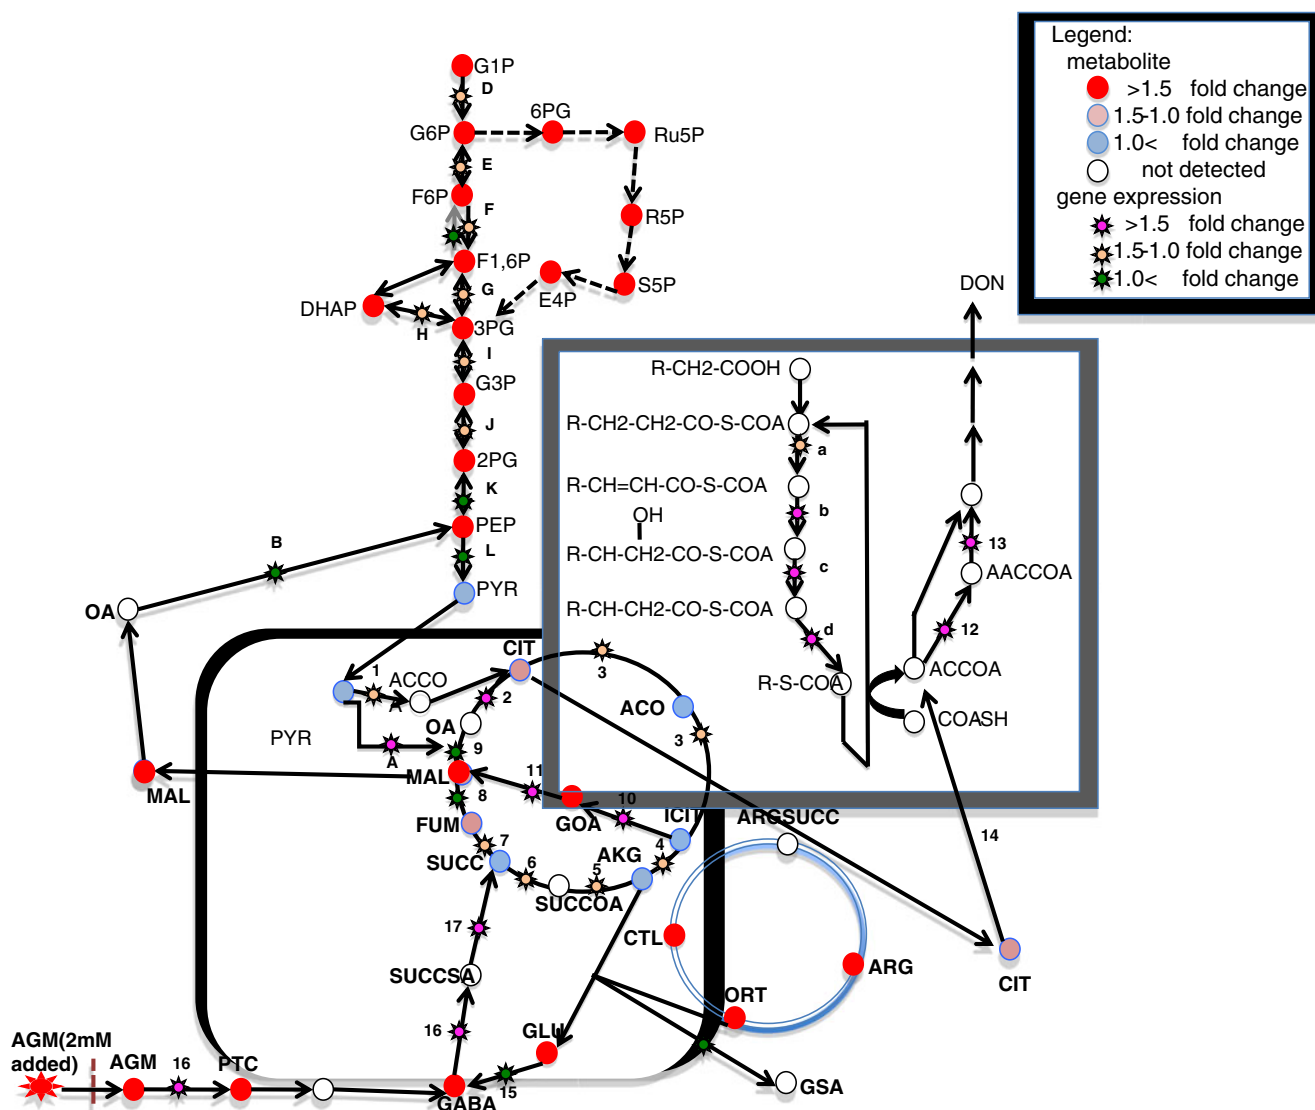 Legend:
metabolite
>1.5 fold change
1.5-1.0 fold change
1.0< fold change
not detected
gene expression
>1.5 fold change
1.5-1.0 fold change
1.0< fold change
G1P
D
G6P
6PG
Ru5P
E
F6P
F
R5P
F1,6P
G
E4P
S5P
DHAP
H
3PG
I
G3P
J
2PG
K
PEP
L
PYR
B
OA
MAL
DON
R-CH2-COOH
R-CH2-CH2-CO-S-COA
a
R-CH=CH-CO-S-COA
b
OH
R-CH-CH2-CO-S-COA
c
R-CH-CH2-CO-S-COA
d
R-S-COA
13
AACCOA
12
ACCOA
COASH
14
CIT
CIT
3
1
ACCO
A
2
ACO
3
OA
PYR
A
9
MAL
8
11
10
GOA
ICIT
FUM
7
SUCC
6
5
AKG
4
SUCCOA
ARGSUCC
CTL
ARG
ORT
17
SUCCSA
16
GLU
15
GSA
AGM(2mM
added)
AGM
16
PTC
GABA